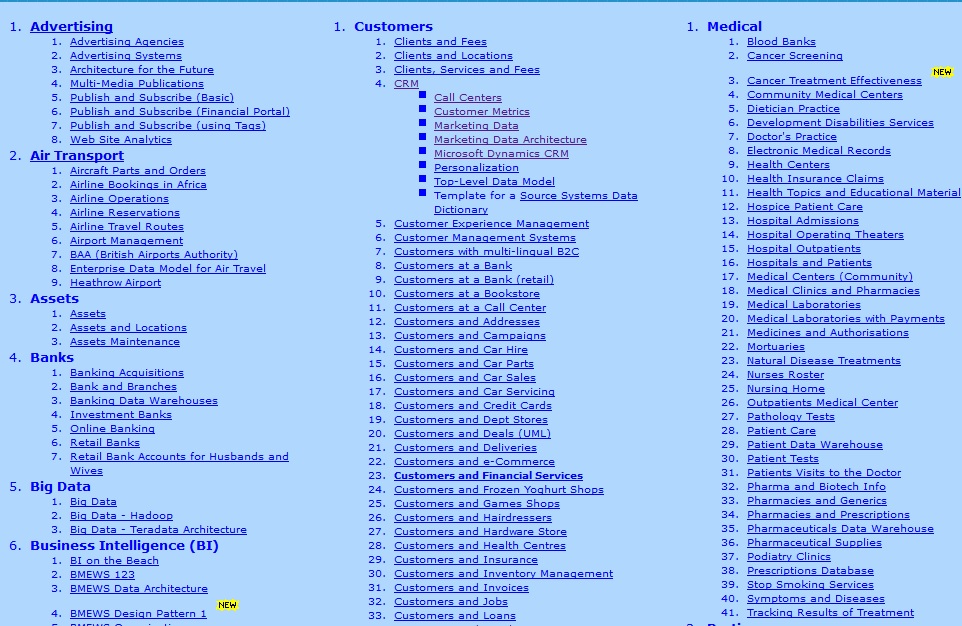 1. Advertising
1. Advertising Agencies
2. Advertising Systems
3. Architecture for the Future
4. Multi-Media Publications
5. Publish and Subscribe (Basic)
6. Publish and Subscribe (Financial Portal)
7. Publish and Subscribe (using Tags)
8. Web Site Analytics
2. Air Transport
1. Aircraft Parts and Orders
2. Airline Bookings in Africa
3. Airline Operations
4. Airline Reservations
5. Airline Travel Routes
6. Airport Management
7. BAA (British Airports Authority)
8. Enterprise Data Model for Air Travel
9. Heathrow Airport
3. Assets
1. Assets
2. Assets and Locations
3. Assets Maintenance
4. Banks
1. Banking Acquisitions
2. Bank and Branches
3. Banking Data Warehouses
4. Investment Banks
5. Online Banking
6. Retail Banks
7. Retail Bank Accounts for Husbands and
Wives
5. Big Data
1. Big Data
2. Big Data - Hadoop
3. Big Data - Teradata Architecture
6. Business Intelligence (BI)
1. BI on the Beach
2. BMEWS 123
3. BMEWS Data Architecture
NEW
4. BMEWS Design Pattern 1
1. Customers
1. Clients and Fees
2. Clients and Locations
3. Clients, Services and Fees
4. CRM
Call Centers
Customer Metrics
Marketing Data
Marketing Data Architecture
Microsoft Dynamics CRM
Personalization
Top-Level Data Model
Template for a Source Systems Data
Dictionary
5. Customer Experience Management
6. Customer Management Systems
7. Customers with multi-lingual B2C
8. Customers at a Bank
9. Customers at a Bank (retail)
10. Customers at a Bookstore
11. Customers at a Call Center
12. Customers and Addresses
13. Customers and Campaigns
14. Customers and Car Hire
15. Customers and Car Parts
16. Customers and Car Sales
17. Customers and Car Servicing
18. Customers and Credit Cards
19. Customers and Dept Stores
20. Customers and Deals (UML)
21. Customers and Deliveries
22. Customers and e-Commerce
23. Customers and Financial Services
24. Customers and Frozen Yoghurt Shops
25. Customers and Games Shops
26. Customers and Hairdressers
27. Customers and Hardware Store
28. Customers and Health Centres
29. Customers and Insurance
30. Customers and Inventory Management
31. Customers and Invoices
32. Customers and Jobs
33. Customers and Loans
1. Medical
1. Blood Banks
2. Cancer Screening
NEW
3. Cancer Treatment Effectiveness
4. Community Medical Centers
5. Dietician Practice
6. Development Disabilities Services
7. Doctor's Practice
8. Electronic Medical Records
9. Health Centers
10. Health Insurance Claims
11. Health Topics and Educational Material
12. Hospice Patient Care
13. Hospital Admissions
14. Hospital Operating Theaters
15. Hospital Outpatients
16. Hospitals and Patients
17. Medical Centers (Community)
18. Medical Clinics and Pharmacies
19. Medical Laboratories
20. Medical Laboratories with Payments
21. Medicines and Authorisations
22. Mortuaries
23. Natural Disease Treatments
24. Nurses Roster
25. Nursing Home
26. Outpatients Medical Center
27. Pathology Tests
28. Patient Care
29. Patient Data Warehouse
30. Patient Tests
31. Patients Visits to the Doctor
32. Pharma and Biotech Info
33. Pharmacies and Generics
34. Pharmacies and Prescriptions
35. Pharmaceuticals Data Warehouse
36. Pharmaceutical Supplies
37. Podiatry Clinics
38. Prescriptions Database
39. Stop Smoking Services
40. Symptoms and Diseases
41. Tracking Results of Treatment